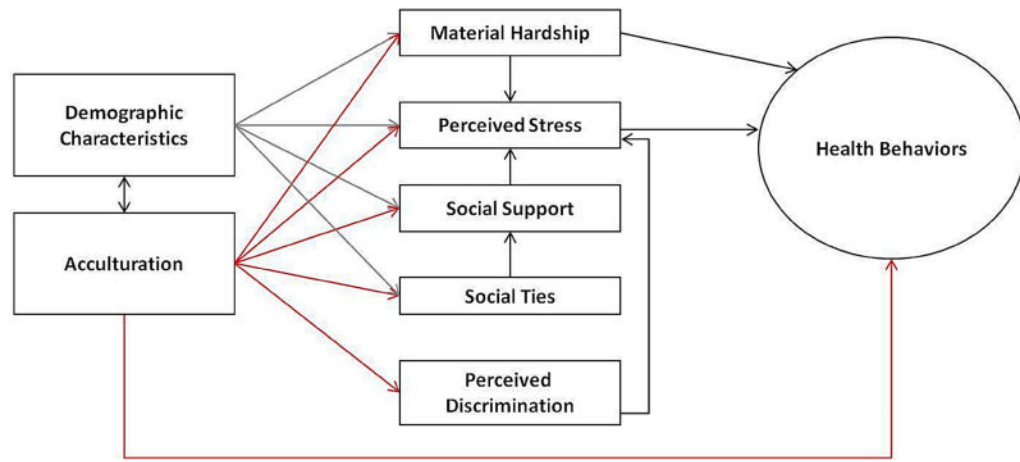 Material Hardship
Demographic
Characteristics
Perceived Stress
Health Behaviors
Social Support
Acculturation
Social Ties
Perceived
Discrimination